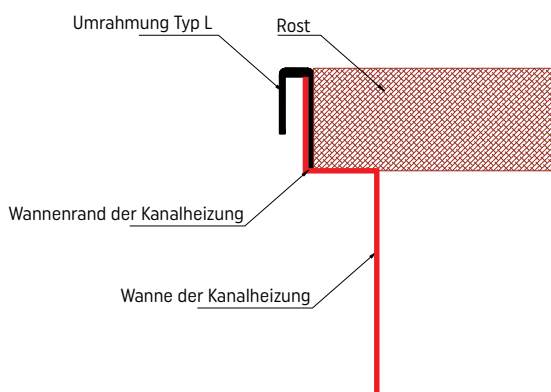 Umrahmung Typ L
Rost
Wannenrand der Kanalheizung
Wanne der Kanalheizung